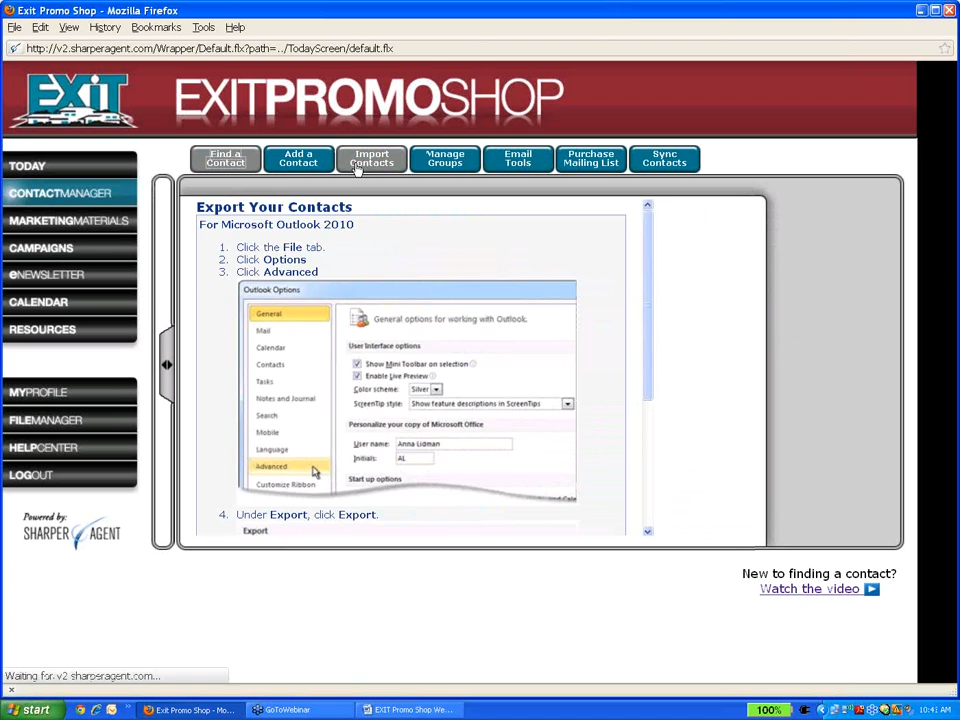 Exit Promo Shop - Mozilla Firefox
File Edit View History Bookmarks Tools Help
http://v2.sharperagent.com/Wrapper/Default.flx?path=../TodayScreen/default.flx
EXIT
EXITPROMOSHOP
Find a Contact
Add a Contact
Import Contacts
Manage Groups
Email Tools
Purchase Mailing List
Sync Contacts
TODAY
CONTACTMANAGER
MARKETINGMATERIALS
CAMPAIGNS
eNEWSLETTER
CALENDAR
RESOURCES
MYPROFILE
FILEMANAGER
HELPCENTER
LOGOUT
Powered by:
SHARPER AGENT
Export Your Contacts
For Microsoft Outlook 2010
1. Click the File tab.
2. Click Options
3. Click Advanced
Outlook Options
General
Mail
Calendar
Contacts
Tasks
Notes and Journal
Search
Mobile
Language
Advanced
Customize Ribbon
General options for working with Outlook.
User Interface options
Show Mini Toolbar on selection
Enable Live Preview
Color scheme: Silver
ScreenTip style: Show feature descriptions in ScreenTips
Personalize your copy of Microsoft Office
User name: Anna Lidman
Initials: AL
Start up options
4. Under Export, click Export.
Export
New to finding a contact?
Watch the video
Waiting for v2.sharperagent.com...
start
Exit Promo Shop - Mo...
GoToWebinar
EXIT Promo Shop We...
100%